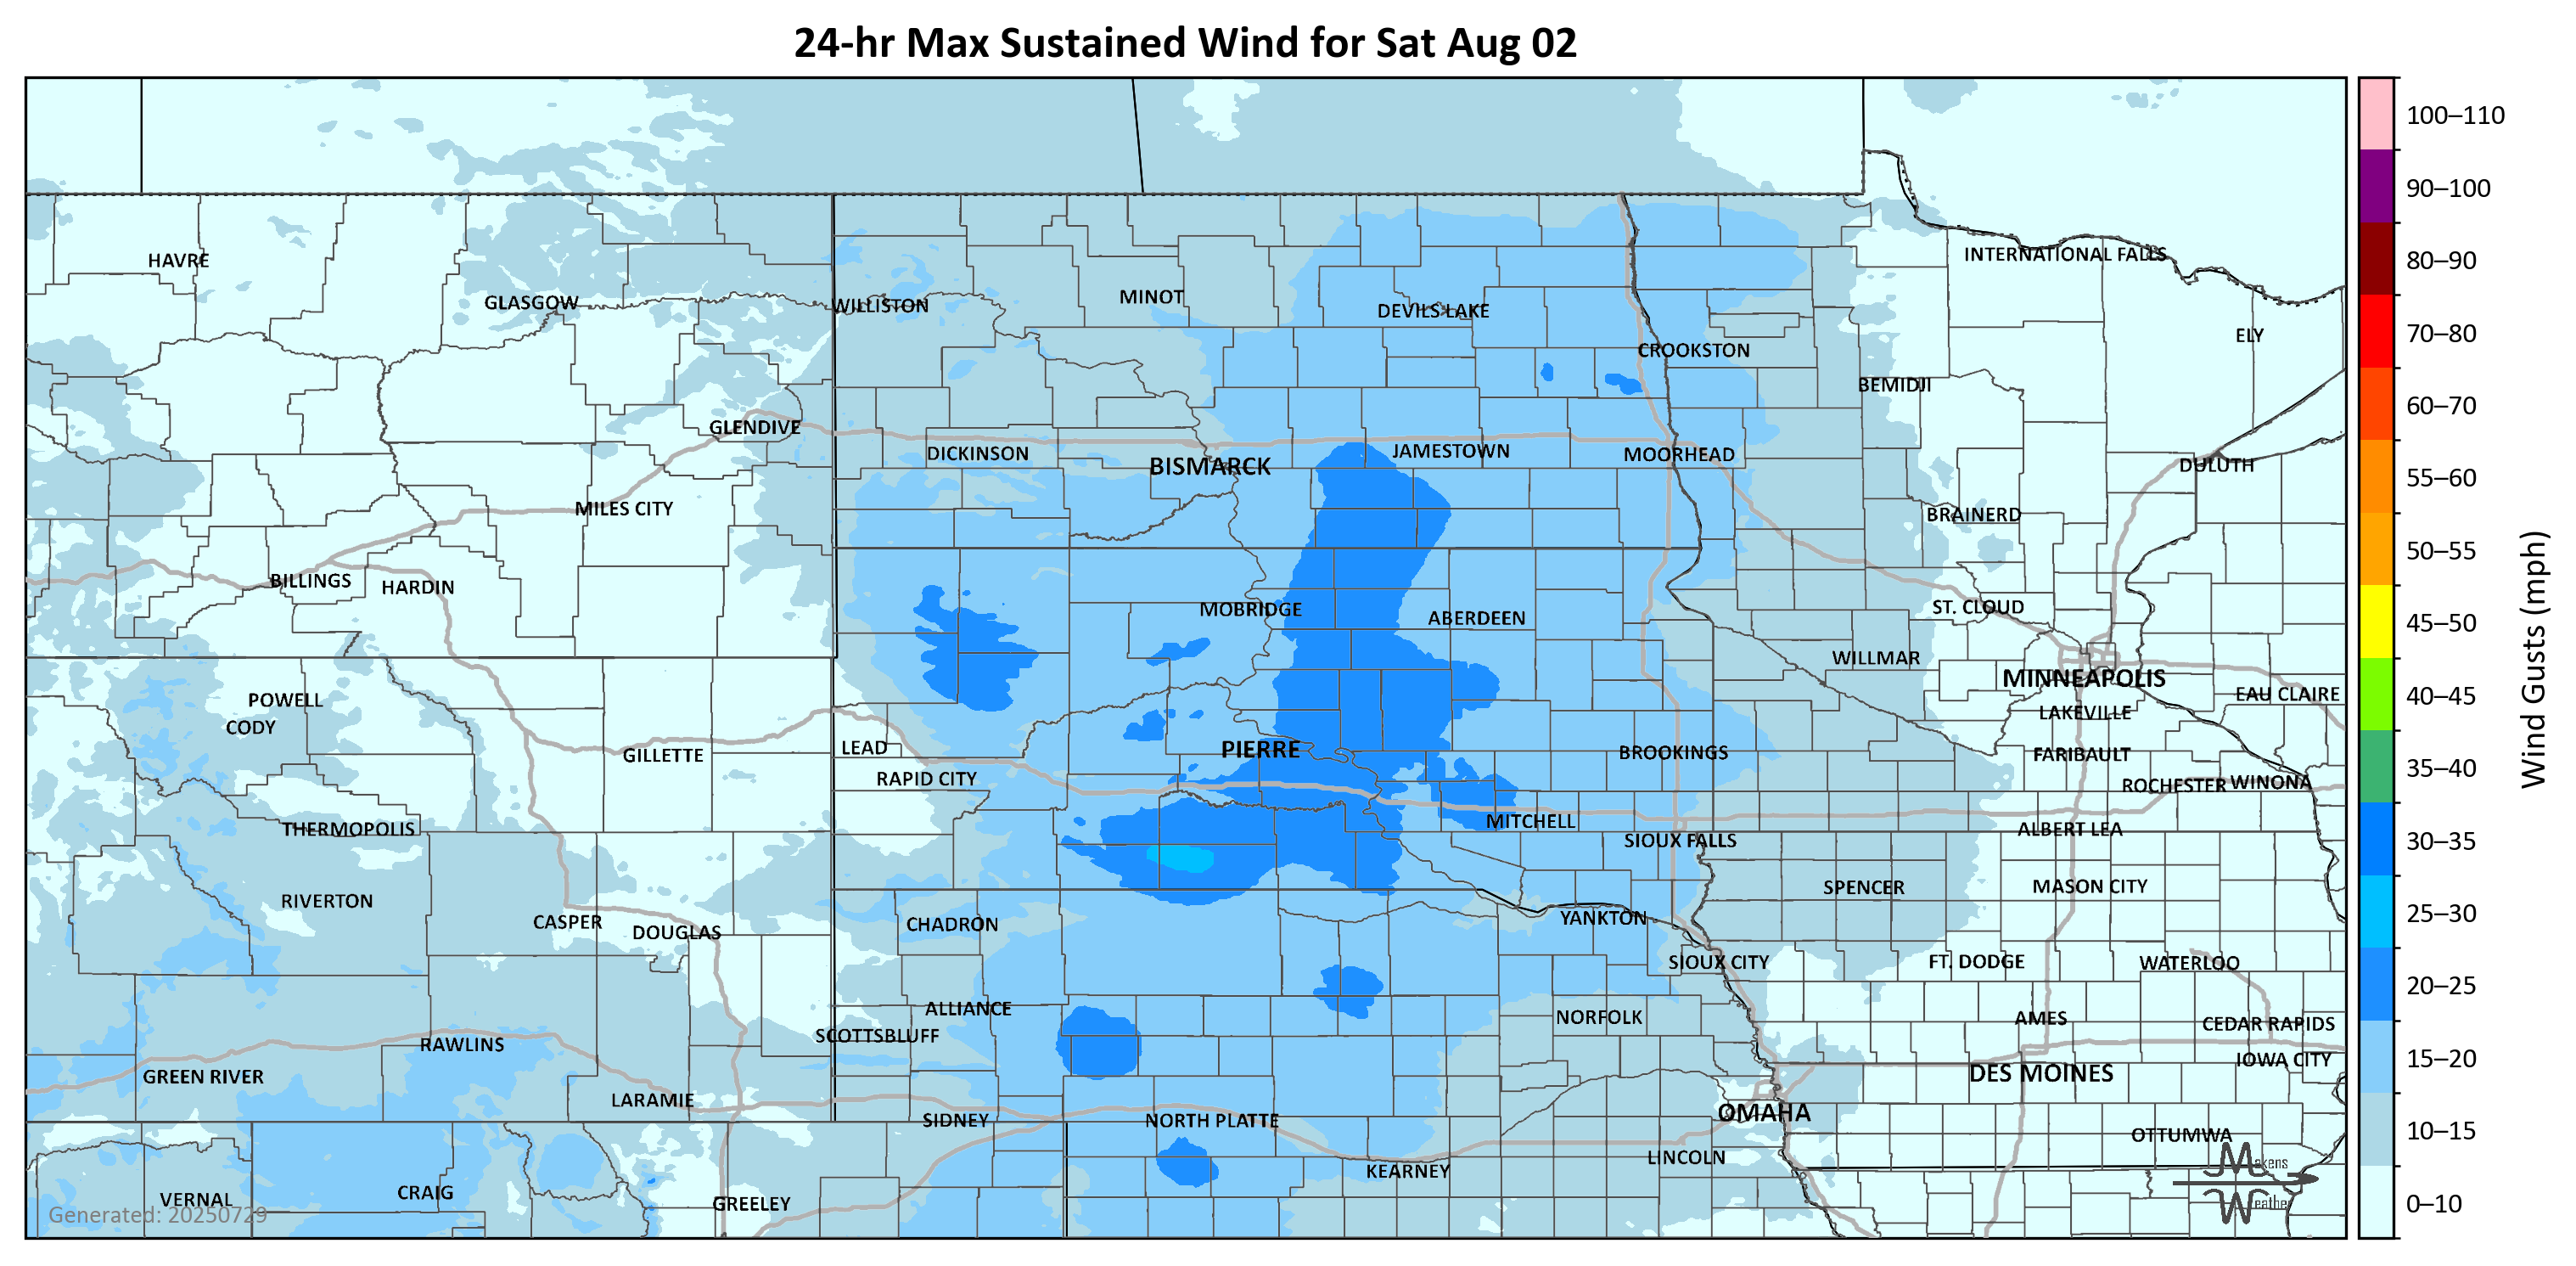 24-hr Max Sustained Wind for Sat Aug 02
100–110
90–100
80–90
70–80
60–70
55–60
50–55
45–50
40–45
35–40
30–35
25–30
20–25
15–20
10–15
0–10
Wind Gusts (mph)
HAVRE
INTERNATIONAL FALLS
GLASGOW
WILLISTON
MINOT
DEVILS LAKE
ELY
CROOKSTON
BEMIDJI
GLENDIVE
DICKINSON
BISMARCK
JAMESTOWN
MOORHEAD
DULUTH
MILES CITY
BRAINERD
BILLINGS
HARDIN
MOBRIDGE
ABERDEEN
ST. CLOUD
WILLMAR
MINNEAPOLIS
POWELL
EAU CLAIRE
CODY
LAKEVILLE
GILLETTE
LEAD
PIERRE
BROOKINGS
FARIBAULT
RAPID CITY
ROCHESTER
WINONA
THERMOPOLIS
MITCHELL
ALBERT LEA
SIOUX FALLS
RIVERTON
SPENCER
MASON CITY
CASPER
DOUGLAS
CHADRON
YANKTON
SIOUX CITY
FT. DODGE
WATERLOO
ALLIANCE
NORFOLK
AMES
CEDAR RAPIDS
SCOTTSBLUFF
RAWLINS
IOWA CITY
GREEN RIVER
DES MOINES
LARAMIE
SIDNEY
NORTH PLATTE
OMAHA
OTTUMWA
LINCOLN
KEARNEY
VERNAL
CRAIG
GREELEY
Generated: 20250729
Makens
Weather